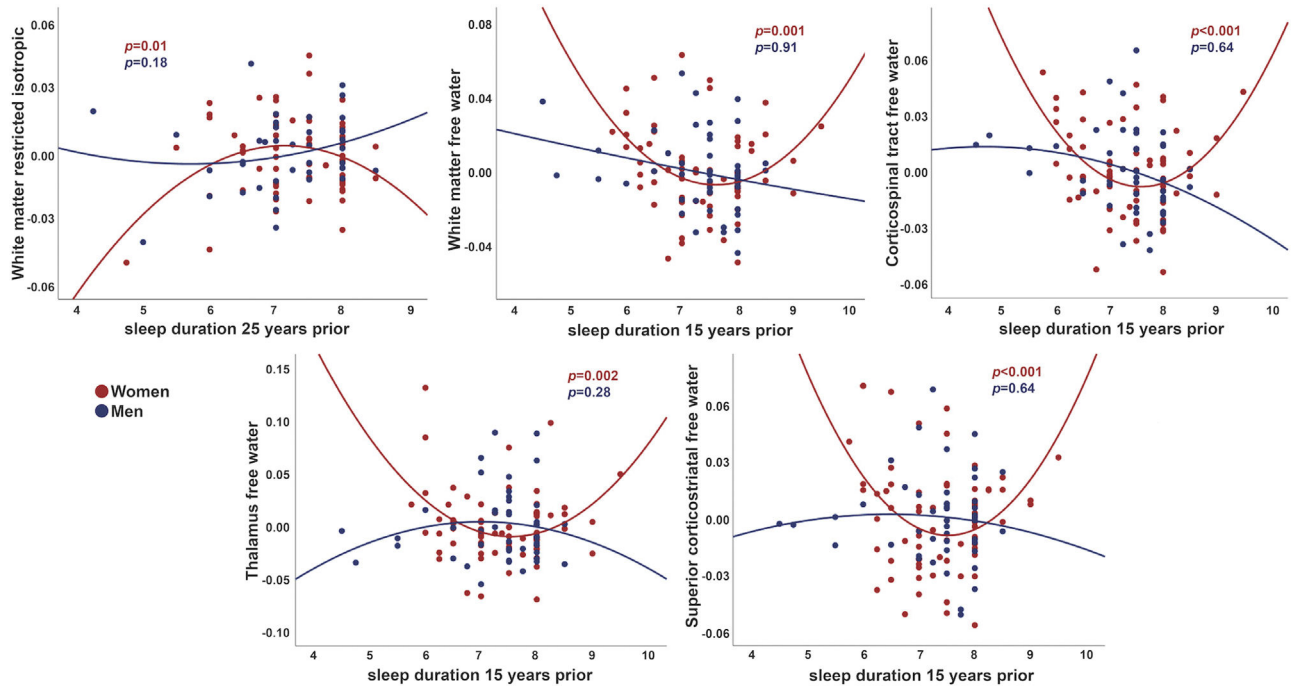 White matter restricted isotropic
0.06
0.03
0.00
-0.03
-0.06
p=0.01
p=0.18
4 5 6 7 8 9
sleep duration 25 years prior
White matter free water
0.08
0.04
0.00
-0.04
p=0.001
p=0.91
4 5 6 7 8 9 10
sleep duration 15 years prior
Corticospinal tract free water
0.06
0.03
0.00
-0.03
-0.06
p<0.001
p=0.64
4 5 6 7 8 9 10
sleep duration 15 years prior
Women
Men
Thalamus free water
0.15
0.10
0.05
0.00
-0.05
-0.10
p=0.002
p=0.28
4 5 6 7 8 9 10
sleep duration 15 years prior
Superior corticostriatal free water
0.06
0.03
0.00
-0.03
-0.06
p<0.001
p=0.64
4 5 6 7 8 9 10
sleep duration 15 years prior